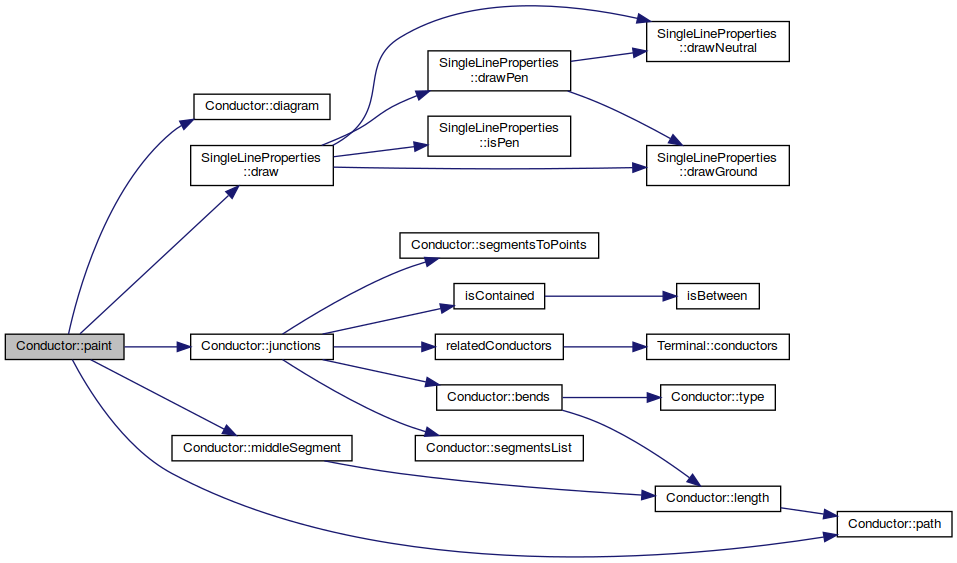 SingleLineProperties
::drawNeutral
SingleLineProperties
::drawPen
Conductor::diagram
SingleLineProperties
::isPen
SingleLineProperties
::draw
SingleLineProperties
::drawGround
Conductor::segmentsToPoints
isContained
isBetween
Conductor::paint
Conductor::junctions
relatedConductors
Terminal::conductors
Conductor::bends
Conductor::type
Conductor::middleSegment
Conductor::segmentsList
Conductor::length
Conductor::path